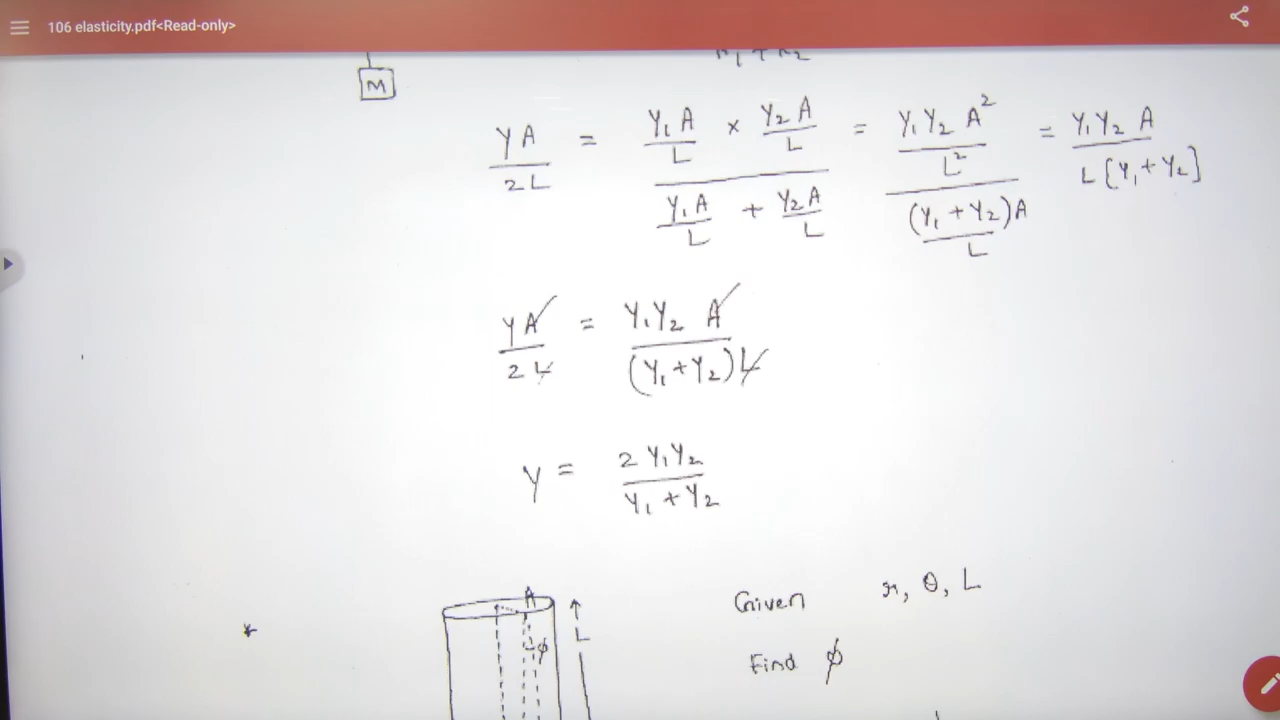 106 elasticity.pdf<Read-only>
M
YA/2L = (Y₁A/L × Y₂A/L)/(Y₁A/L + Y₂A/L) = (Y₁Y₂A²/L²)/((Y₁ + Y₂)A/L) = Y₁Y₂A/L[Y₁ + Y₂]
YA/2L = Y₁Y₂ A/(Y₁ + Y₂)L
Y = 2Y₁Y₂/Y₁ + Y₂
A
Given r, θ, L
L
ϕ
Find ϕ